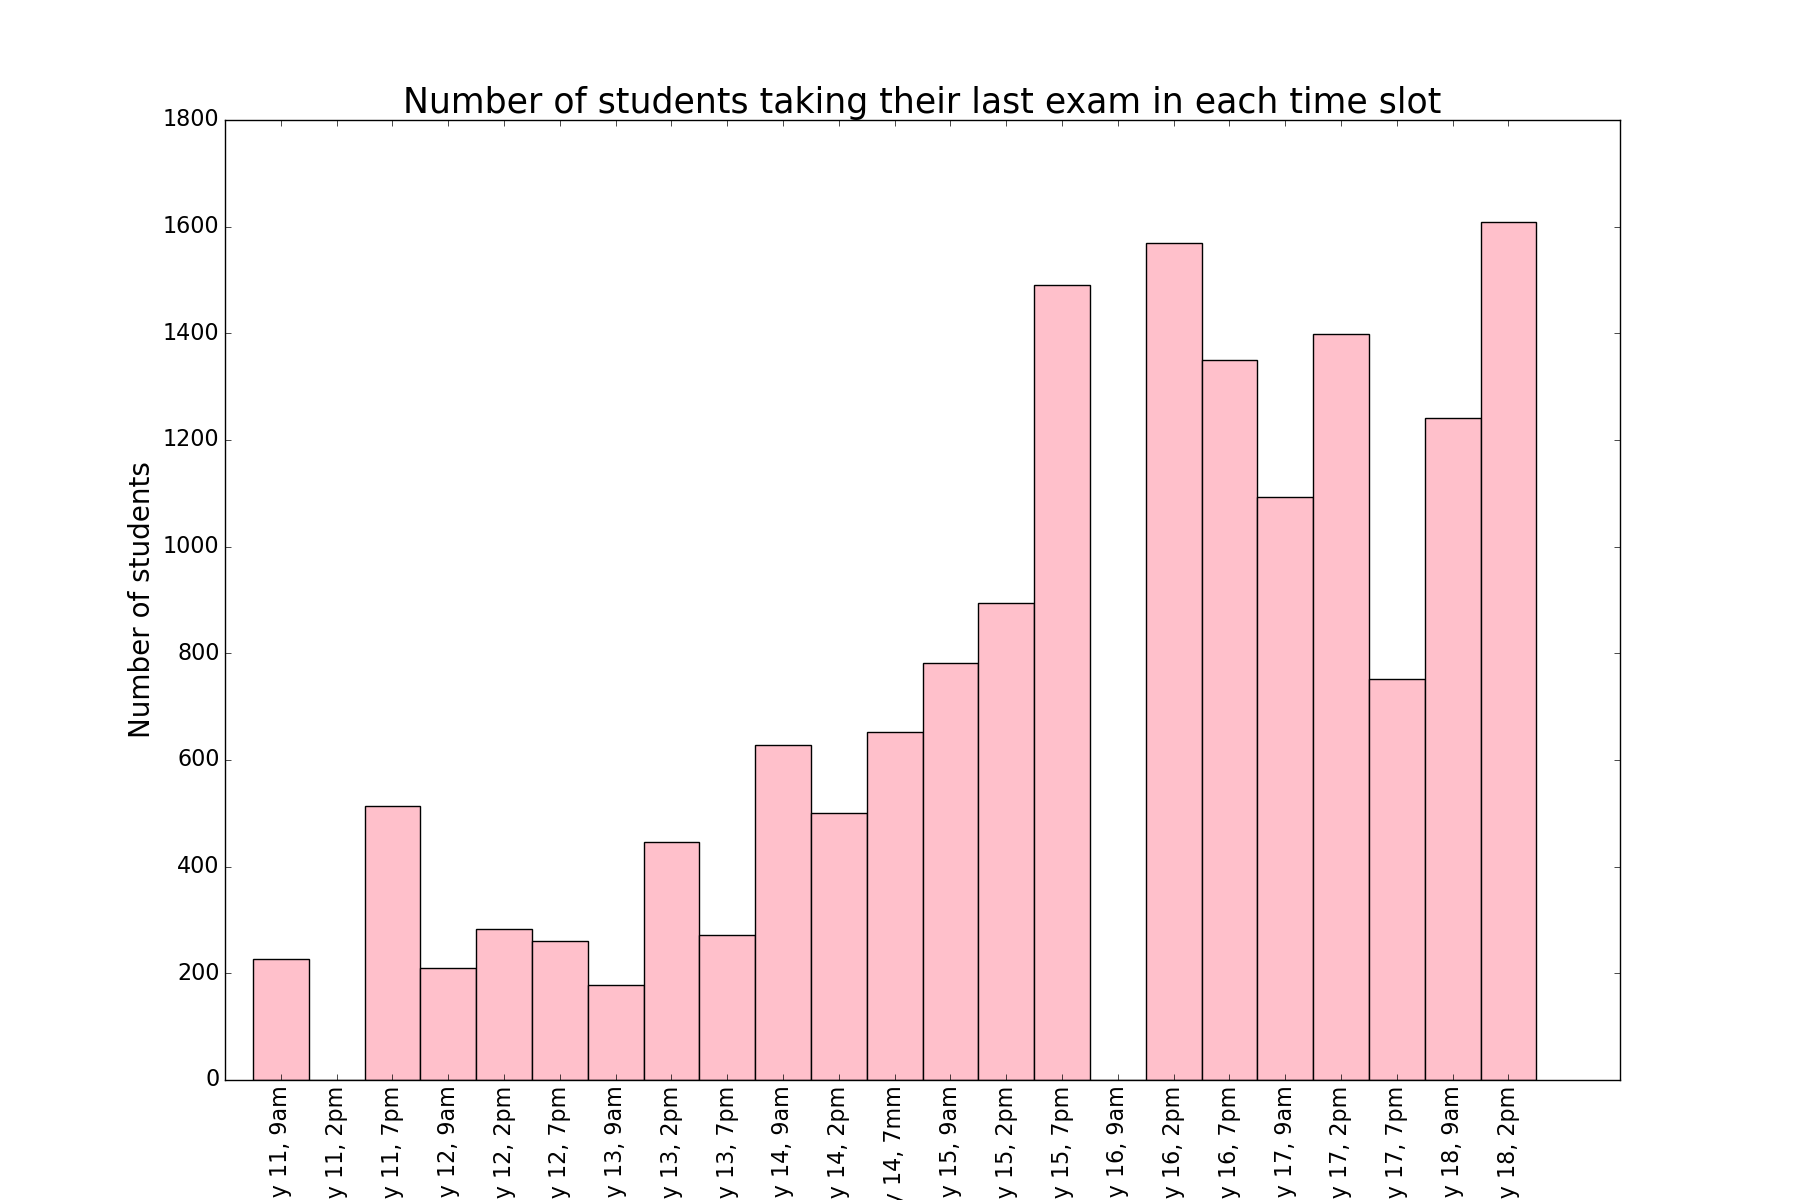 Number of students taking their last exam in each time slot
Number of students
1800
1600
1400
1200
1000
800
600
400
200
0
y 11, 9am
y 11, 2pm
y 11, 7pm
y 12, 9am
y 12, 2pm
y 12, 7pm
y 13, 9am
y 13, 2pm
y 13, 7pm
y 14, 9am
y 14, 2pm
y 14, 7mm
y 15, 9am
y 15, 2pm
y 15, 7pm
y 16, 9am
y 16, 2pm
y 16, 7pm
y 17, 9am
y 17, 2pm
y 17, 7pm
y 18, 9am
y 18, 2pm